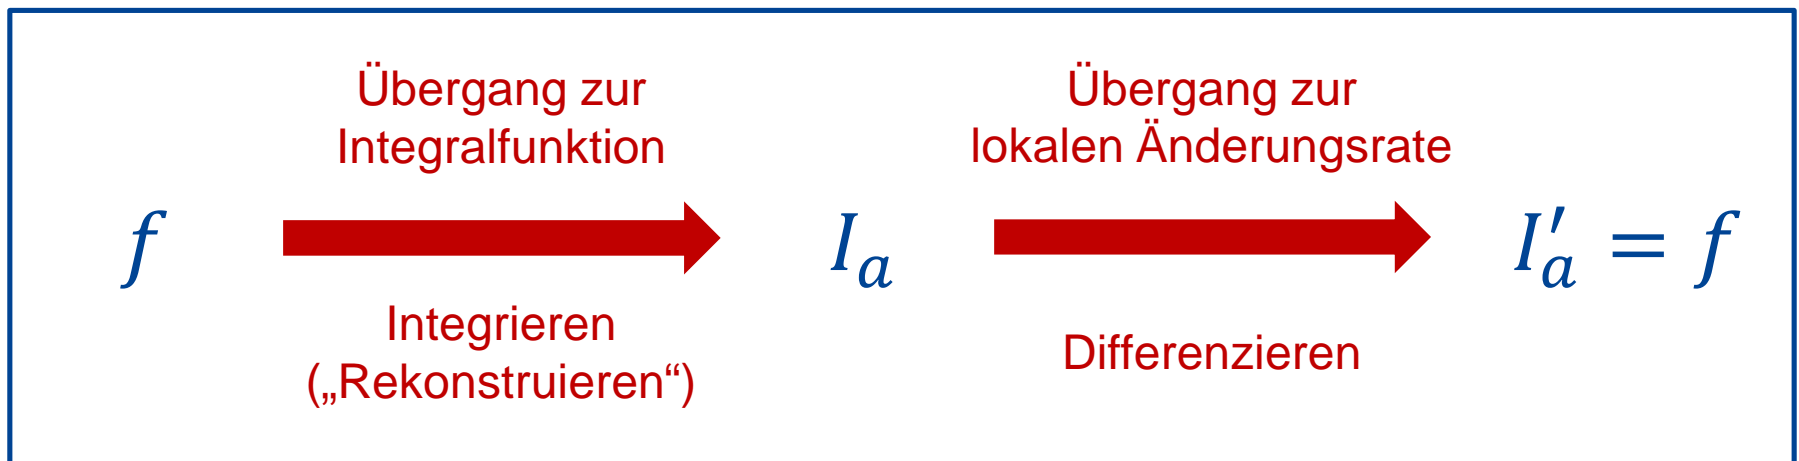 Übergang zur
Integralfunktion
Übergang zur
lokalen Änderungsrate
f
I_a
I'_a = f
Integrieren
(„Rekonstruieren“)
Differenzieren